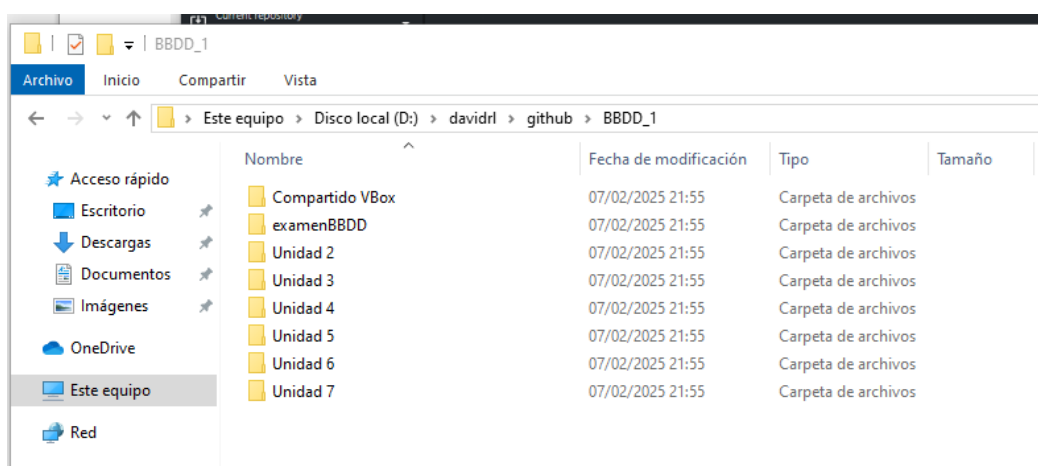 Current repository
BBDD_1
Archivo Inicio Compartir Vista
Este equipo > Disco local (D:) > davidrl > github > BBDD_1
Nombre Fecha de modificación Tipo Tamaño
Acceso rápido
Escritorio
Descargas
Documentos
Imágenes
OneDrive
Este equipo
Red
Compartido VBox 07/02/2025 21:55 Carpeta de archivos
examenBBDD 07/02/2025 21:55 Carpeta de archivos
Unidad 2 07/02/2025 21:55 Carpeta de archivos
Unidad 3 07/02/2025 21:55 Carpeta de archivos
Unidad 4 07/02/2025 21:55 Carpeta de archivos
Unidad 5 07/02/2025 21:55 Carpeta de archivos
Unidad 6 07/02/2025 21:55 Carpeta de archivos
Unidad 7 07/02/2025 21:55 Carpeta de archivos